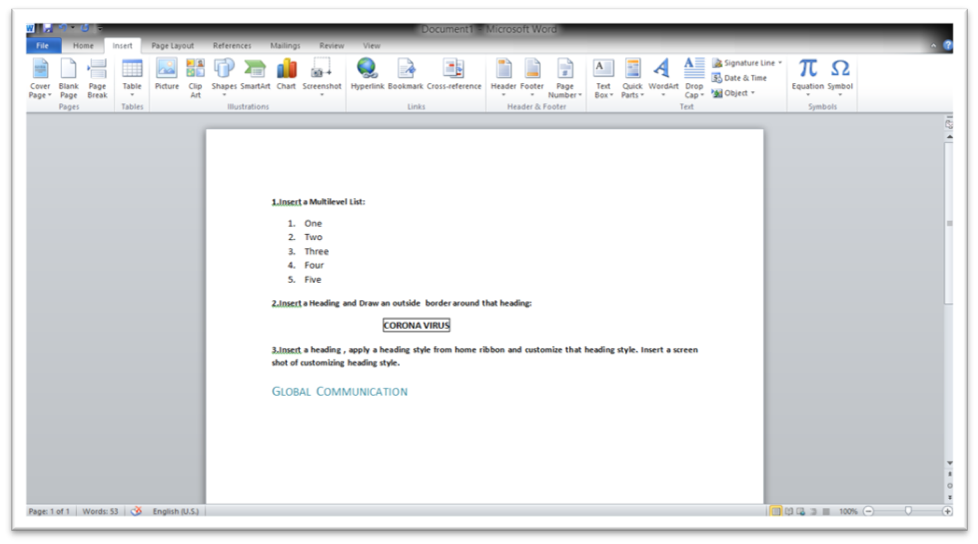 Document1 - Microsoft Word
File Home Insert Page Layout References Mailings Review View
Cover Page
Blank Page
Page Break
Table
Picture
Clip Art
Shapes
SmartArt
Chart
Screenshot
Hyperlink
Bookmark
Cross-reference
Header
Footer
Page Number
Text Box
Quick Parts
WordArt
Drop Cap
Signature Line
Date & Time
Object
Equation
Symbol
Pages Tables Illustrations Links Header & Footer Text Symbols
1.Insert a Multilevel List:
1. One
2. Two
3. Three
4. Four
5. Five
2.Insert a Heading and Draw an outside border around that heading:
CORONA VIRUS
3.Insert a heading , apply a heading style from home ribbon and customize that heading style. Insert a screen
shot of customizing heading style.
GLOBAL COMMUNICATION
Page: 1 of 1 Words: 53 English (U.S.) 100%